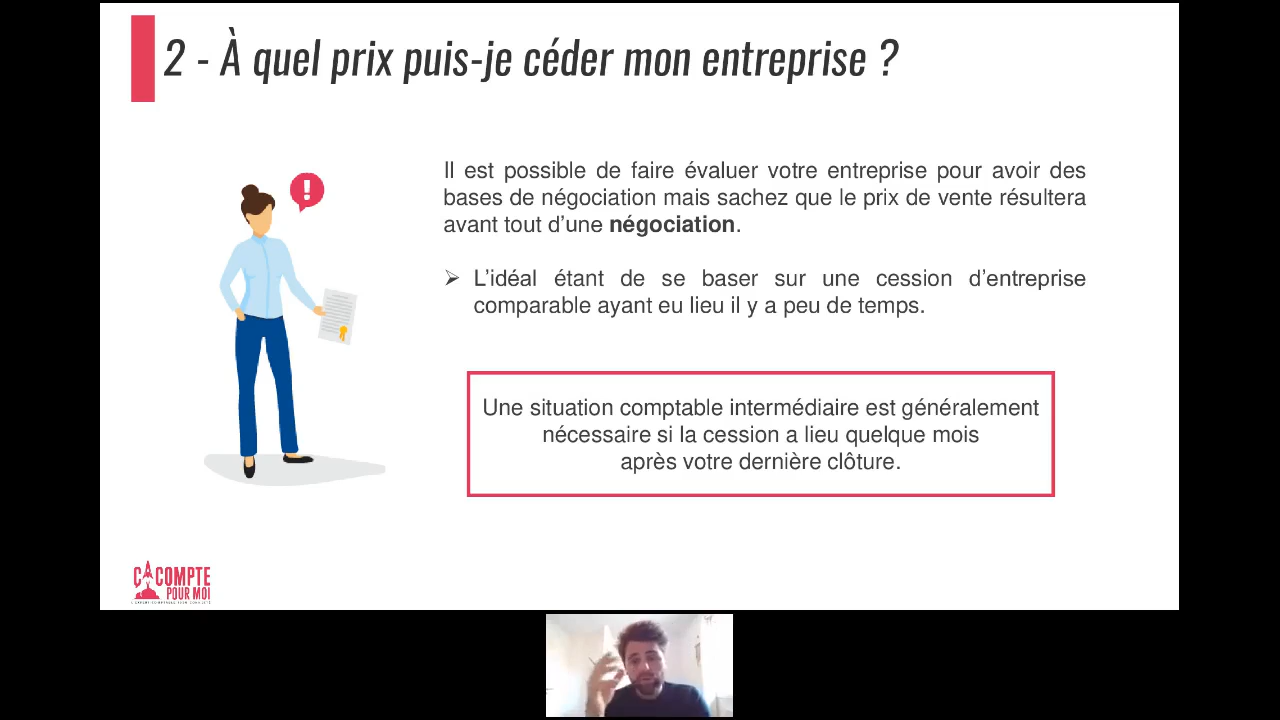 2 - À quel prix puis-je céder mon entreprise ?
Il est possible de faire évaluer votre entreprise pour avoir des
bases de négociation mais sachez que le prix de vente résultera
avant tout d’une négociation.
L’idéal étant de se baser sur une cession d’entreprise
comparable ayant eu lieu il y a peu de temps.
Une situation comptable intermédiaire est généralement
nécessaire si la cession a lieu quelque mois
après votre dernière clôture.
CACOMPTE
POUR MOI